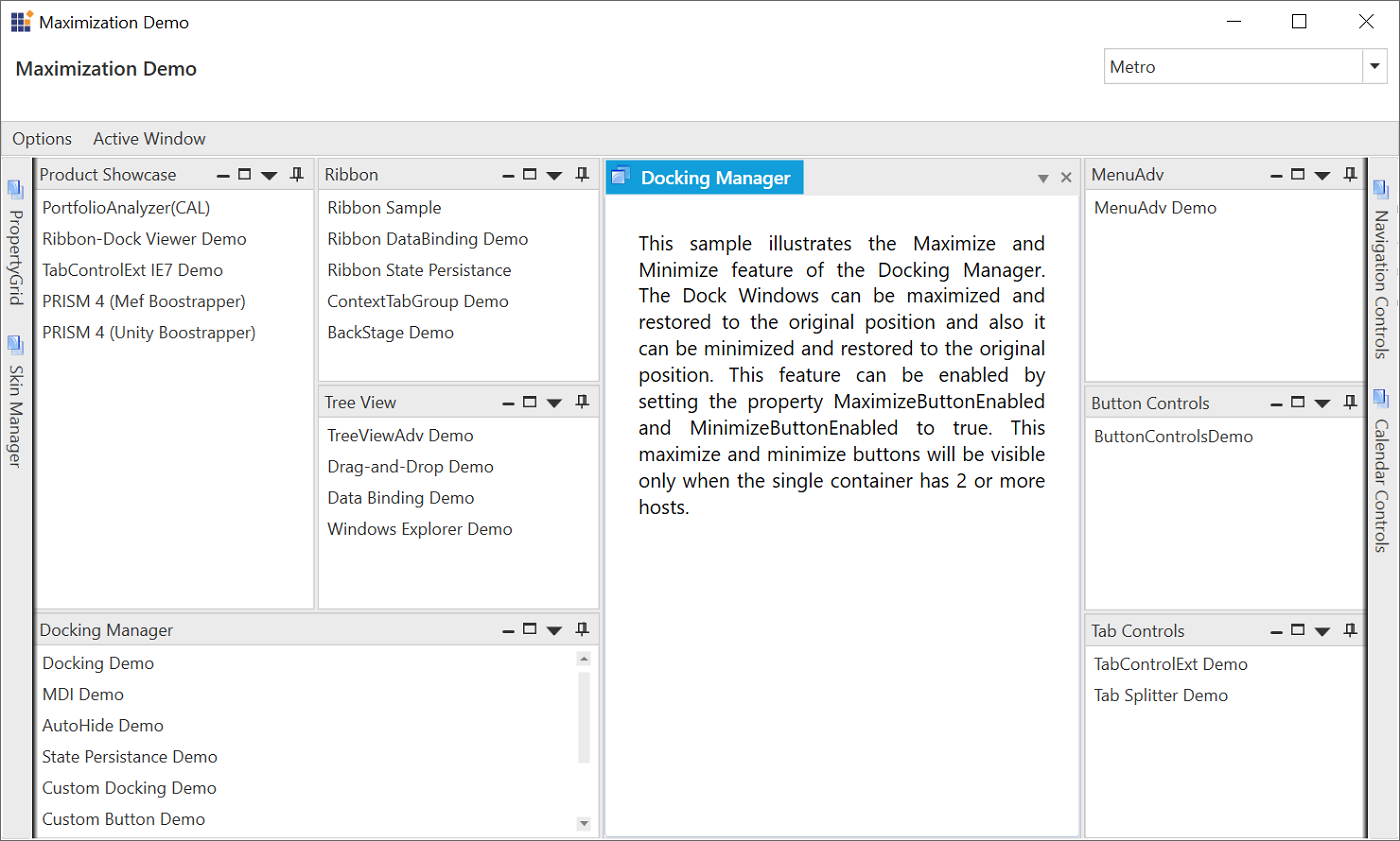 Maximization Demo
Maximization Demo
Metro
Options
Active Window
PropertyGrid
Skin Manager
Product Showcase
PortfolioAnalyzer(CAL)
Ribbon-Dock Viewer Demo
TabControlExt IE7 Demo
PRISM 4 (Mef Boostrapper)
PRISM 4 (Unity Boostrapper)
Ribbon
Ribbon Sample
Ribbon DataBinding Demo
Ribbon State Persistance
ContextTabGroup Demo
BackStage Demo
Tree View
TreeViewAdv Demo
Drag-and-Drop Demo
Data Binding Demo
Windows Explorer Demo
Docking Manager
Docking Demo
MDI Demo
AutoHide Demo
State Persistance Demo
Custom Docking Demo
Custom Button Demo
Docking Manager
This sample illustrates the Maximize and
Minimize feature of the Docking Manager.
The Dock Windows can be maximized and
restored to the original position and also it
can be minimized and restored to the original
position. This feature can be enabled by
setting the property MaximizeButtonEnabled
and MinimizeButtonEnabled to true. This
maximize and minimize buttons will be visible
only when the single container has 2 or more
hosts.
MenuAdv
MenuAdv Demo
Button Controls
ButtonControlsDemo
Tab Controls
TabControlExt Demo
Tab Splitter Demo
Navigation Controls
Calendar Controls